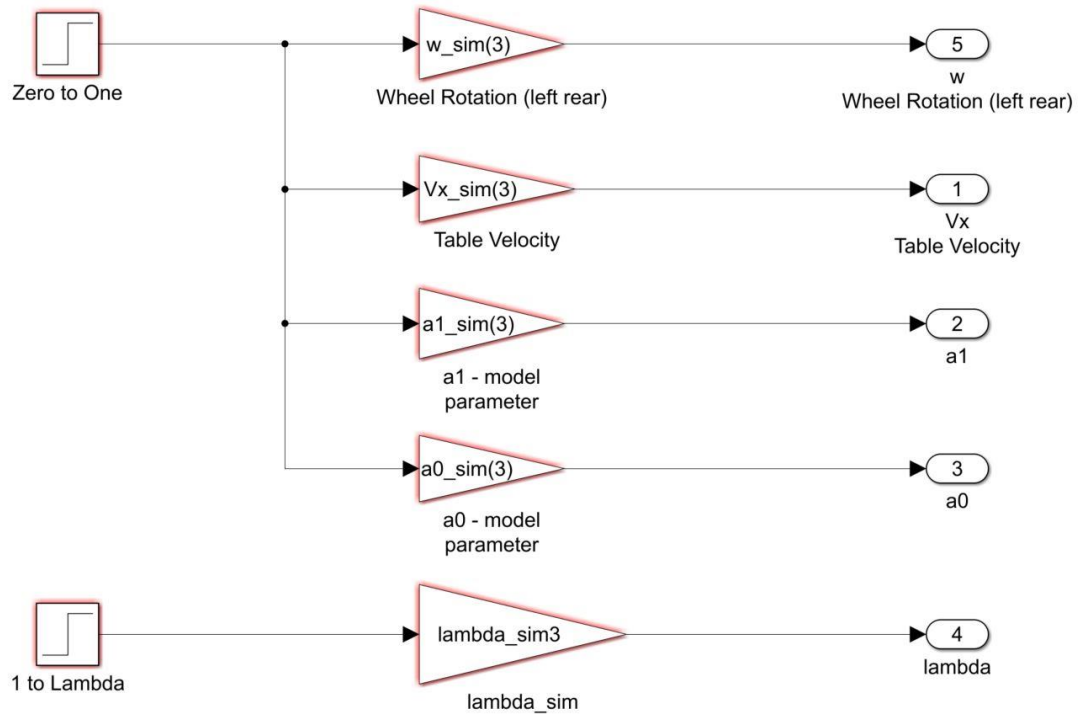 w_sim(3)
5
Zero to One
Wheel Rotation (left rear)
w
Wheel Rotation (left rear)
Vx_sim(3)
1
Table Velocity
Vx
Table Velocity
a1_sim(3)
2
a1 - model
parameter
a1
a0_sim(3)
3
a0 - model
parameter
a0
lambda_sim3
4
1 to Lambda
lambda_sim
lambda